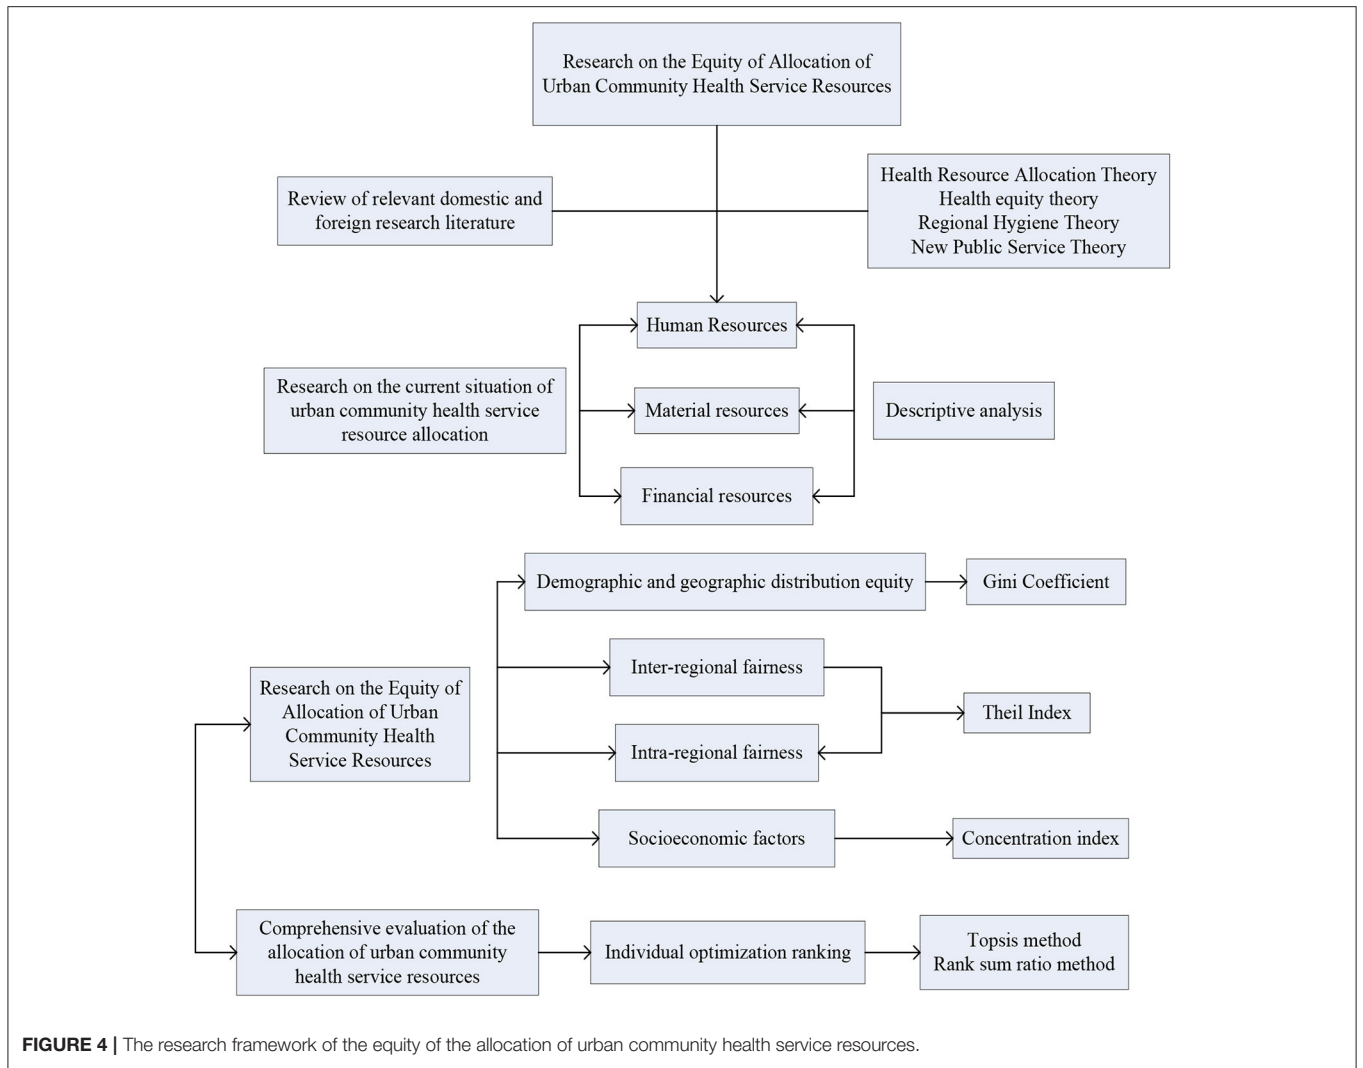 Research on the Equity of Allocation of
Urban Community Health Service Resources
Review of relevant domestic and
foreign research literature
Health Resource Allocation Theory
Health equity theory
Regional Hygiene Theory
New Public Service Theory
Human Resources
Research on the current situation of
urban community health service
resource allocation
Material resources
Descriptive analysis
Financial resources
Demographic and geographic distribution equity
Gini Coefficient
Inter-regional fairness
Research on the Equity of
Allocation of Urban
Community Health
Service Resources
Theil Index
Intra-regional fairness
Socioeconomic factors
Concentration index
Comprehensive evaluation of the
allocation of urban community
health service resources
Individual optimization ranking
Topsis method
Rank sum ratio method
FIGURE 4 | The research framework of the equity of the allocation of urban community health service resources.